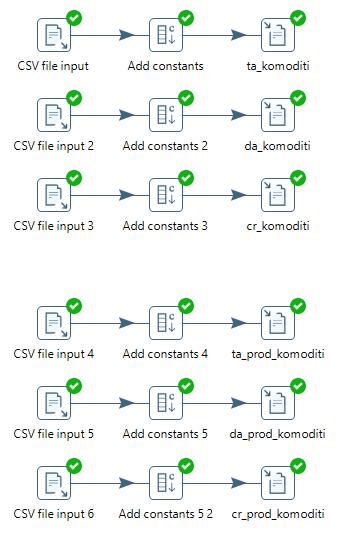 CSV file input Add constants ta_komoditi
CSV file input 2 Add constants 2 da_komoditi
CSV file input 3 Add constants 3 cr_komoditi
CSV file input 4 Add constants 4 ta_prod_komoditi
CSV file input 5 Add constants 5 da_prod_komoditi
CSV file input 6 Add constants 5 2 cr_prod_komoditi